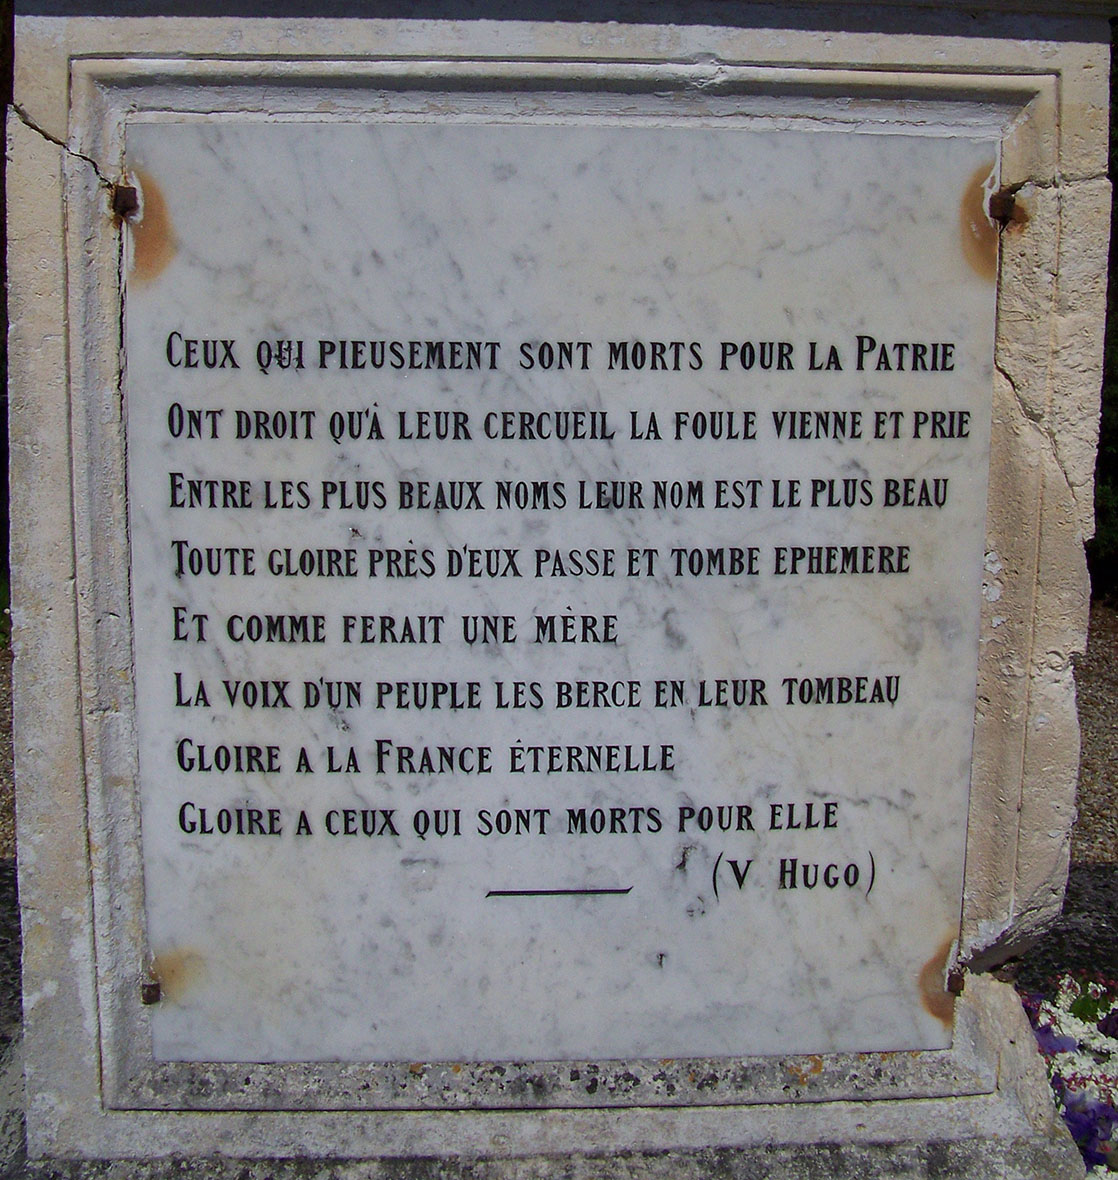 Ceux qui pieusement sont morts pour la Patrie
Ont droit qu'à leur cercueil la foule vienne et prie
Entre les plus beaux noms leur nom est le plus beau
Toute gloire près d'eux passe et tombe ephemere
Et comme ferait une mère
La voix d'un peuple les berce en leur tombeau
Gloire a la France éternelle
Gloire a ceux qui sont morts pour elle
(V Hugo)